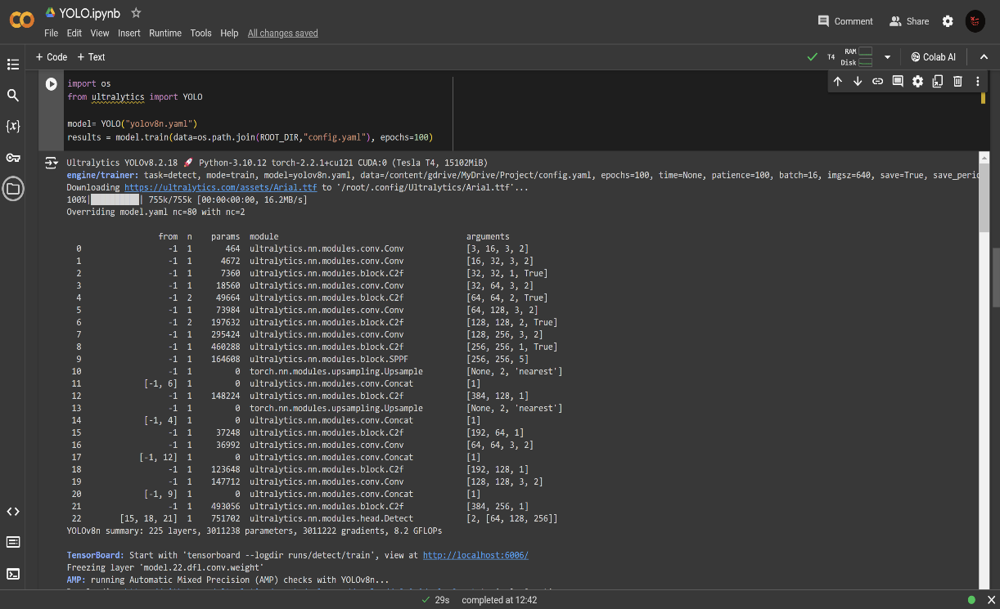 YOLO.ipynb
File Edit View Insert Runtime Tools Help All changes saved
Comment Share
+ Code + Text
T4 RAM Disk Colab AI
import os
from ultralytics import YOLO
model= YOLO("yolov8n.yaml")
results = model.train(data=os.path.join(ROOT_DIR,"config.yaml"), epochs=100)
Ultralytics YOLOv8.2.18 🚀 Python-3.10.12 torch-2.2.1+cu121 CUDA:0 (Tesla T4, 15102MiB)
engine/trainer: task=detect, mode=train, model=yolov8n.yaml, data=/content/gdrive/MyDrive/Project/config.yaml, epochs=100, time=None, patience=100, batch=16, imgsz=640, save=True, save_peri
Downloading https://ultralytics.com/assets/Arial.ttf to '/root/.config/Ultralytics/Arial.ttf'...
100%|██████████| 755k/755k [00:00<00:00, 16.2MB/s]
Overriding model.yaml nc=80 with nc=2
from n params module arguments
0 -1 1 464 ultralytics.nn.modules.conv.Conv [3, 16, 3, 2]
1 -1 1 4672 ultralytics.nn.modules.conv.Conv [16, 32, 3, 2]
2 -1 1 7360 ultralytics.nn.modules.block.C2f [32, 32, 1, True]
3 -1 1 18560 ultralytics.nn.modules.conv.Conv [32, 64, 3, 2]
4 -1 2 49664 ultralytics.nn.modules.block.C2f [64, 64, 2, True]
5 -1 1 73984 ultralytics.nn.modules.conv.Conv [64, 128, 3, 2]
6 -1 2 197632 ultralytics.nn.modules.block.C2f [128, 128, 2, True]
7 -1 1 295424 ultralytics.nn.modules.conv.Conv [128, 256, 3, 2]
8 -1 1 460288 ultralytics.nn.modules.block.C2f [256, 256, 1, True]
9 -1 1 164608 ultralytics.nn.modules.block.SPPF [256, 256, 5]
10 -1 1 0 torch.nn.modules.upsampling.Upsample [None, 2, 'nearest']
11 [-1, 6] 1 0 ultralytics.nn.modules.conv.Concat [1]
12 -1 1 148224 ultralytics.nn.modules.block.C2f [384, 128, 1]
13 -1 1 0 torch.nn.modules.upsampling.Upsample [None, 2, 'nearest']
14 [-1, 4] 1 0 ultralytics.nn.modules.conv.Concat [1]
15 -1 1 37248 ultralytics.nn.modules.block.C2f [192, 64, 1]
16 -1 1 36992 ultralytics.nn.modules.conv.Conv [64, 64, 3, 2]
17 [-1, 12] 1 0 ultralytics.nn.modules.conv.Concat [1]
18 -1 1 123648 ultralytics.nn.modules.block.C2f [192, 128, 1]
19 -1 1 147712 ultralytics.nn.modules.conv.Conv [128, 128, 3, 2]
20 [-1, 9] 1 0 ultralytics.nn.modules.conv.Concat [1]
21 -1 1 493056 ultralytics.nn.modules.block.C2f [384, 256, 1]
22 [15, 18, 21] 1 751702 ultralytics.nn.modules.head.Detect [2, [64, 128, 256]]
YOLOv8n summary: 225 layers, 3011238 parameters, 3011222 gradients, 8.2 GFLOPs
TensorBoard: Start with 'tensorboard --logdir runs/detect/train', view at http://localhost:6006/
Freezing layer 'model.22.dfl.conv.weight'
AMP: running Automatic Mixed Precision (AMP) checks with YOLOv8n...
29s completed at 12:42